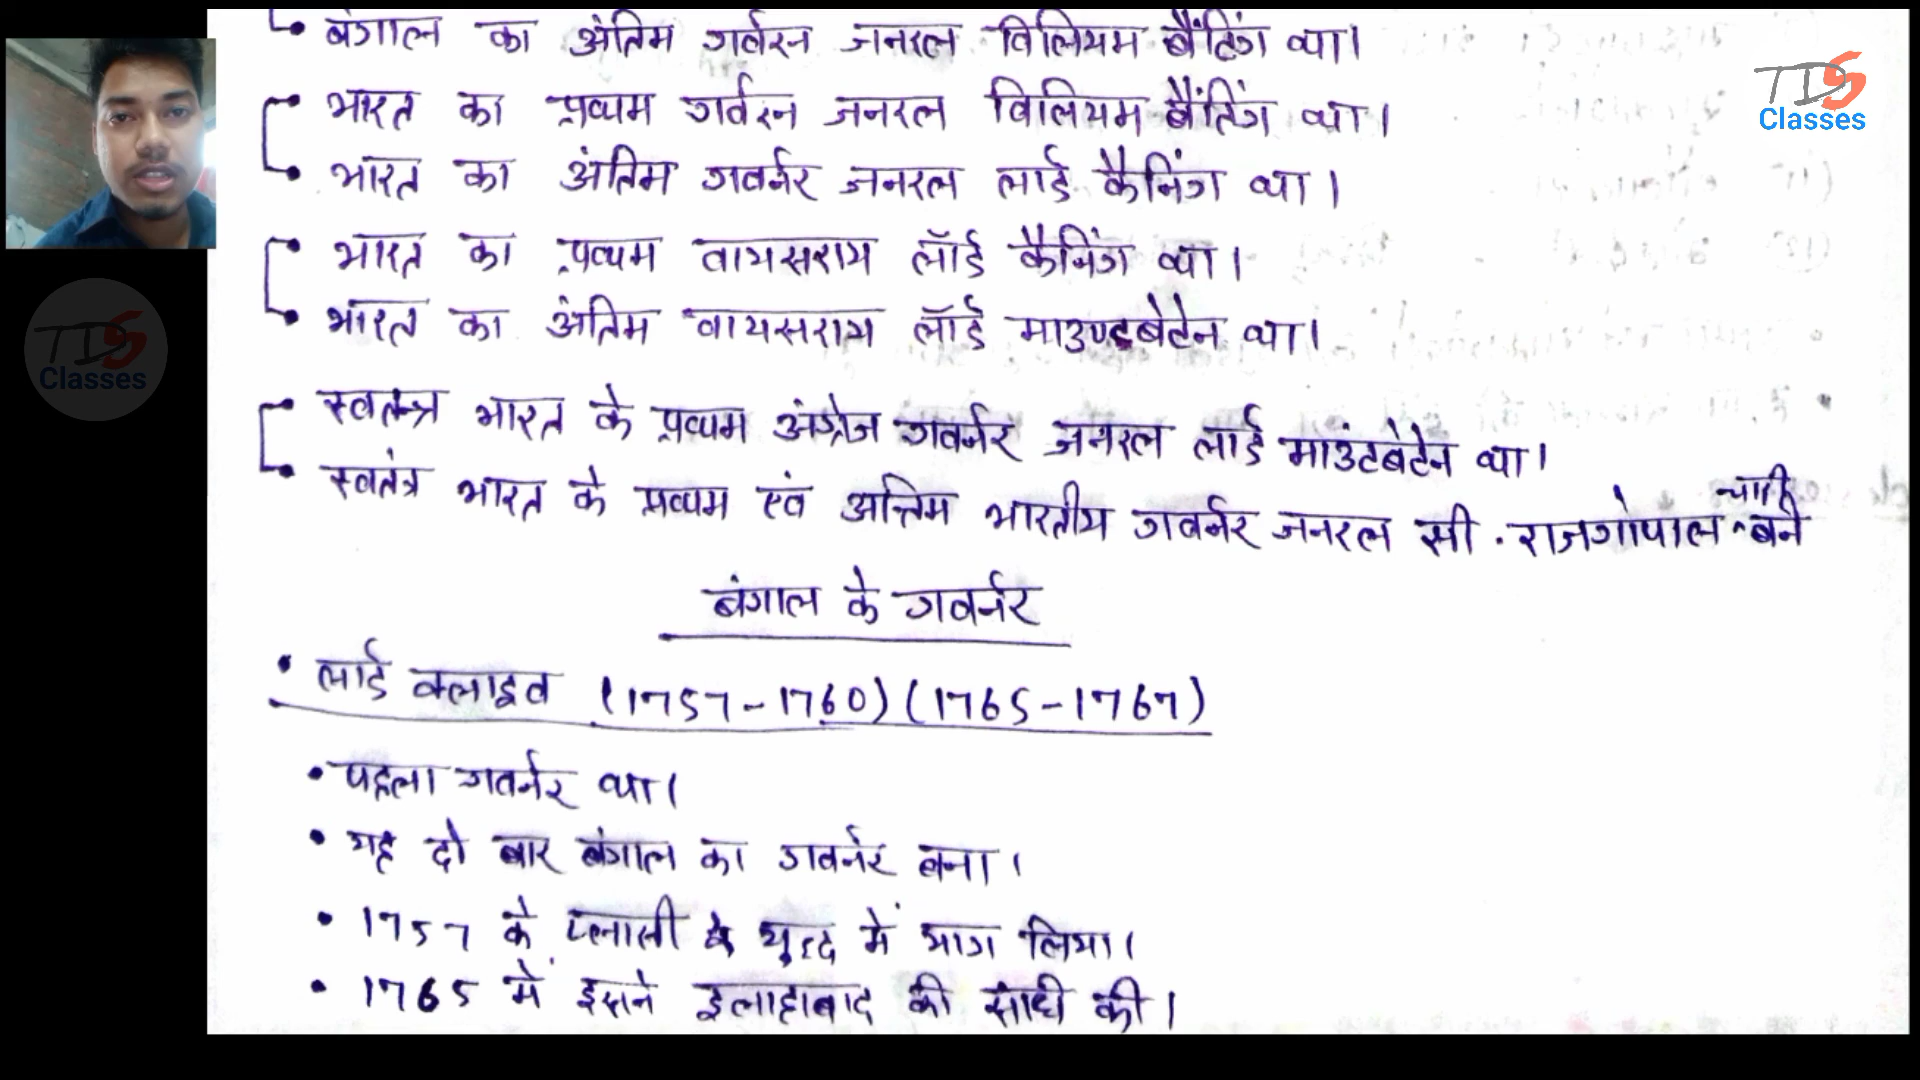 बंगाल का अंतिम गर्वरन जनरल विलियम बैंटिंग था।
TDS
Classes
भारत का प्रथम गर्वरन जनरल विलियम बैंटिंग था।
भारत का अंतिम गवर्नर जनरल लार्ड कैनिंग था।
भारत का प्रथम वायसराय लॉर्ड कैनिंग था।
भारत का अंतिम वायसराय लॉर्ड माउण्टबेटेन था।
TDS
Classes
स्वतन्त्र भारत के प्रथम अंग्रेज गवर्नर जनरल लार्ड माउंटबेटेन था।
स्वतंत्र भारत के प्रथम एवं अन्तिम भारतीय गवर्नर जनरल सी. राजगोपालचारी बने
बंगाल के गवर्नर
लार्ड क्लाइव (1757-1760) (1765-1767)
पहला गवर्नर था।
यह दो बार बंगाल का गवर्नर बना।
1757 के प्लासी के युद्ध में भाग लिया।
1765 में इसने इलाहाबाद की संधि की।